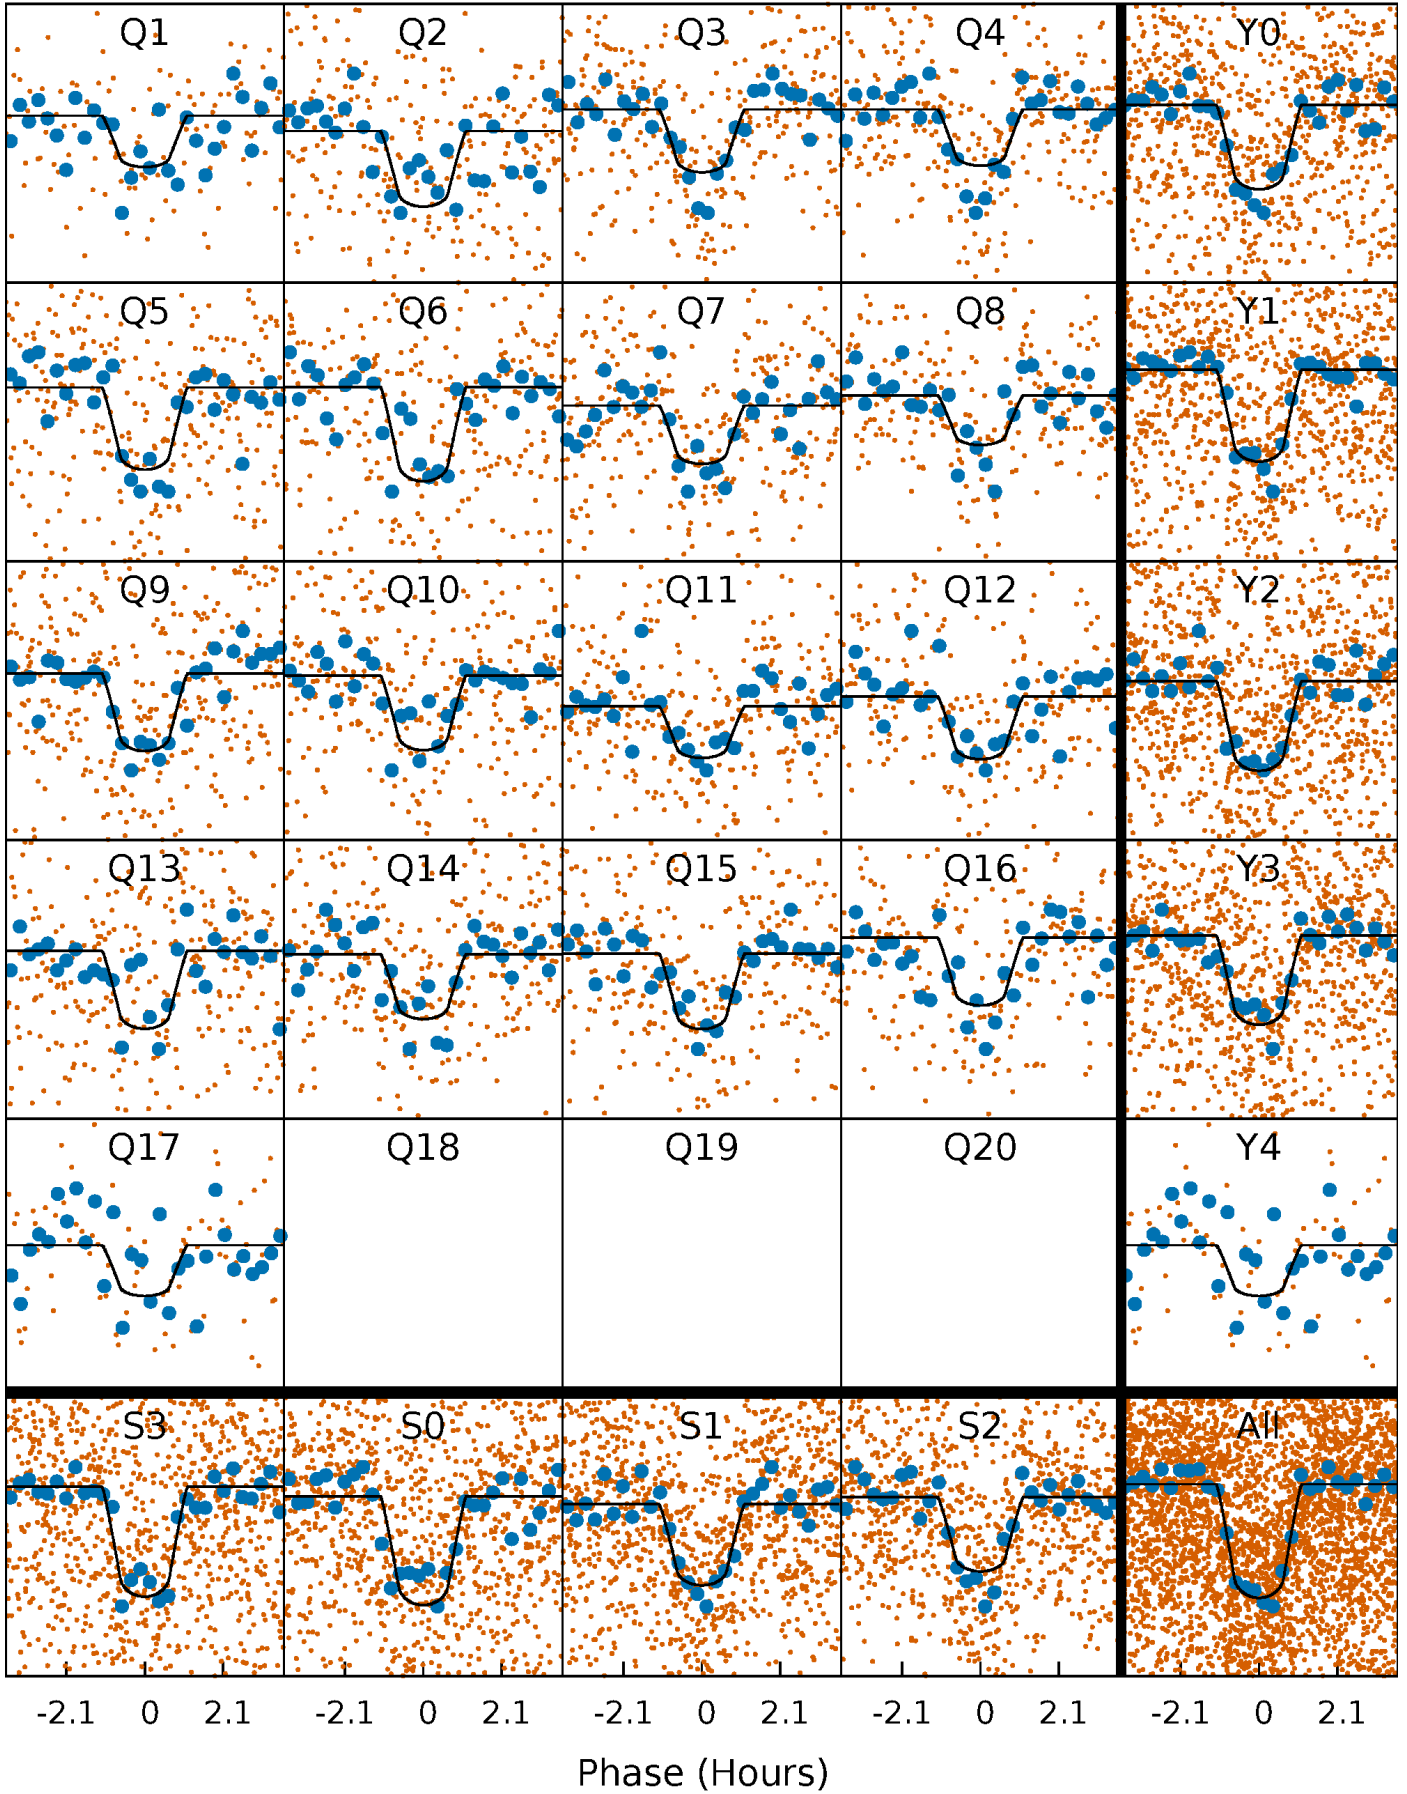 Q1 Q2 Q3 Q4 Y0
Q5 Q6 Q7 Q8 Y1
Q9 Q10 Q11 Q12 Y2
Q13 Q14 Q15 Q16 Y3
Q17 Q18 Q19 Q20 Y4
S3 S0 S1 S2 All
-2.1 0 2.1 -2.1 0 2.1 -2.1 0 2.1 -2.1 0 2.1 -2.1 0 2.1
Phase (Hours)